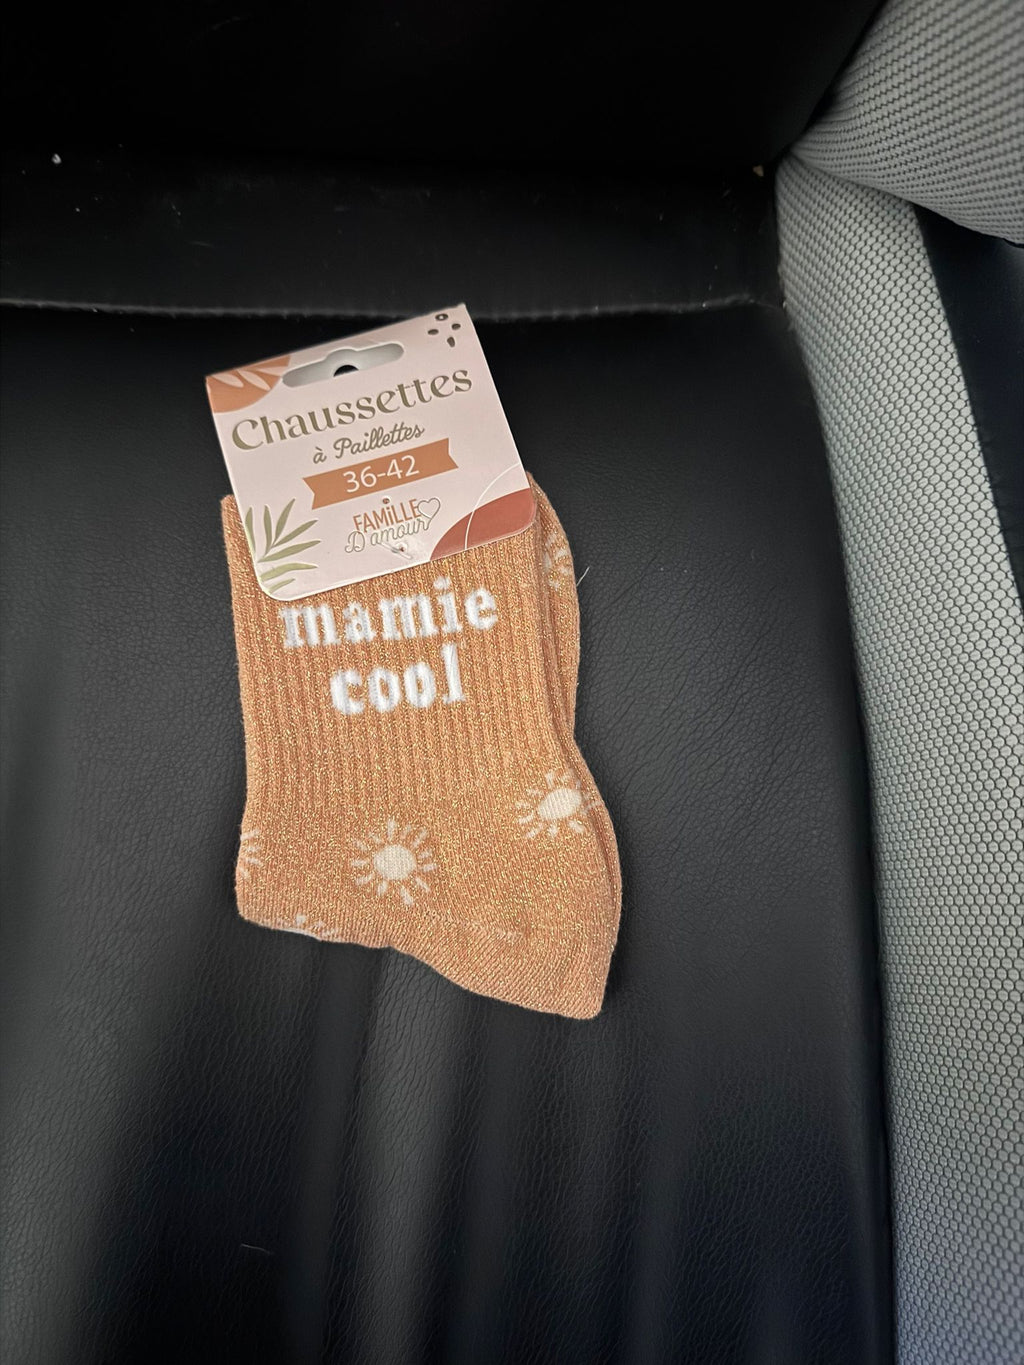 Chaussettes
à Paillettes
36-42
FAMiLLE
D'amour
mamie
cool